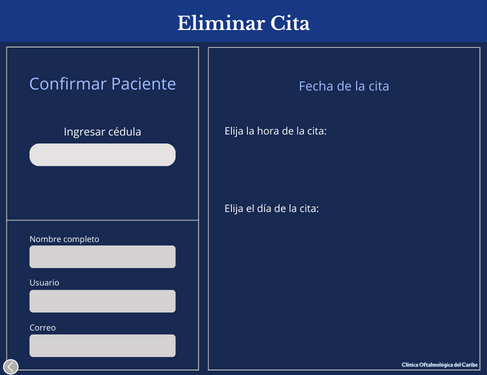 Eliminar Cita
Confirmar Paciente
Ingresar cédula
Nombre completo
Usuario
Correo
Fecha de la cita
Elija la hora de la cita:
Elija el día de la cita:
Clínica Oftalmológica del Caribe